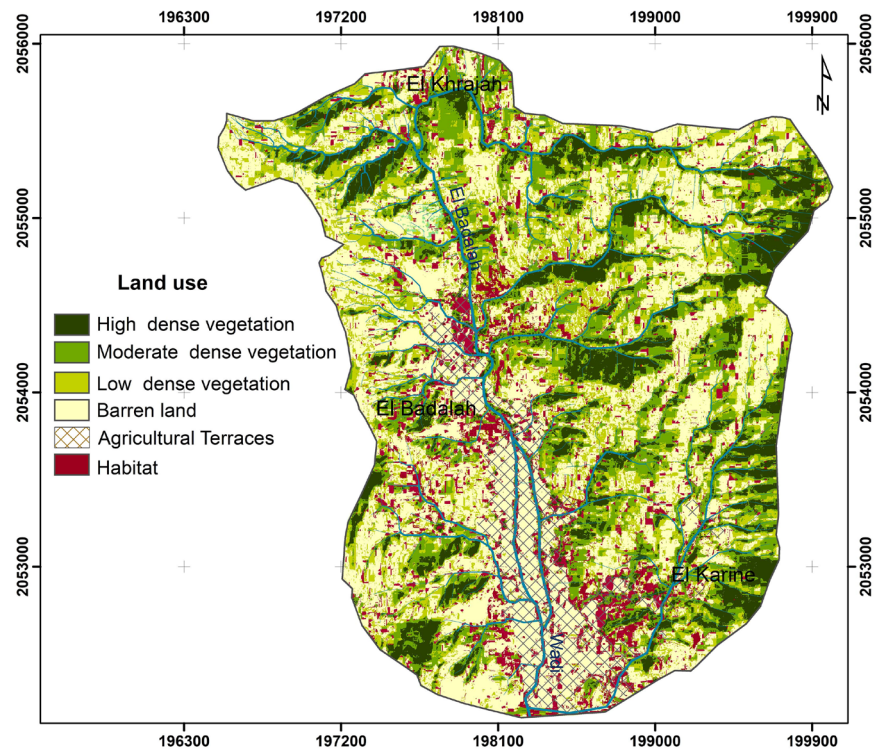 196300 197200 198100 199000 199900
2056000
2056000
El Khrajah
N
2055000
2055000
El Badalah
Land use
High dense vegetation
Moderate dense vegetation
Low dense vegetation
Barren land
Agricultural Terraces
Habitat
2054000
2054000
El Badalah
2053000
2053000
El Karine
Wadi
196300 197200 198100 199000 199900